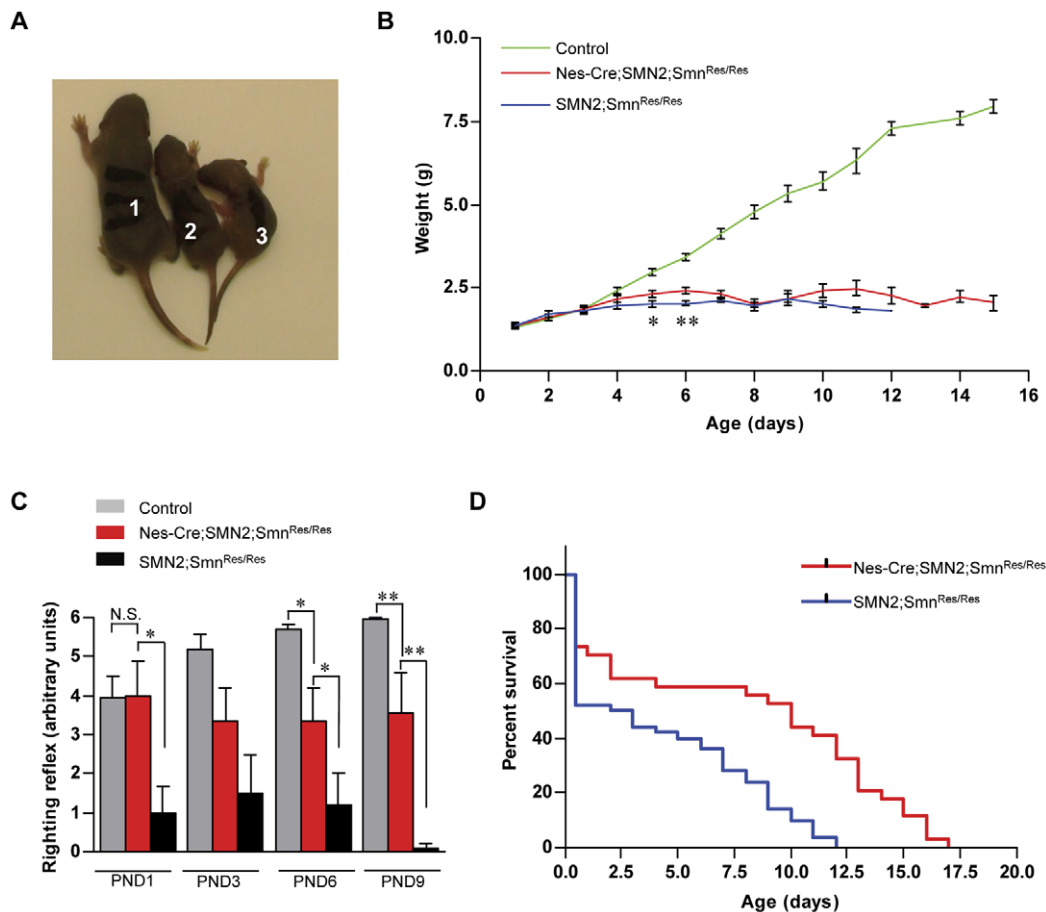 A
1
2
3
B
Control
Nes-Cre;SMN2;Smn^Res/Res
SMN2;Smn^Res/Res
Weight (g)
10.0
7.5
5.0
2.5
0.0
* **
0 2 4 6 8 10 12 14 16
Age (days)
C
Control
Nes-Cre;SMN2;Smn^Res/Res
SMN2;Smn^Res/Res
Righting reflex (arbitrary units)
6
5
4
3
2
1
0
N.S.
*
*
*
**
**
PND1 PND3 PND6 PND9
D
Nes-Cre;SMN2;Smn^Res/Res
SMN2;Smn^Res/Res
Percent survival
100
80
60
40
20
0
0.0 2.5 5.0 7.5 10.0 12.5 15.0 17.5 20.0
Age (days)